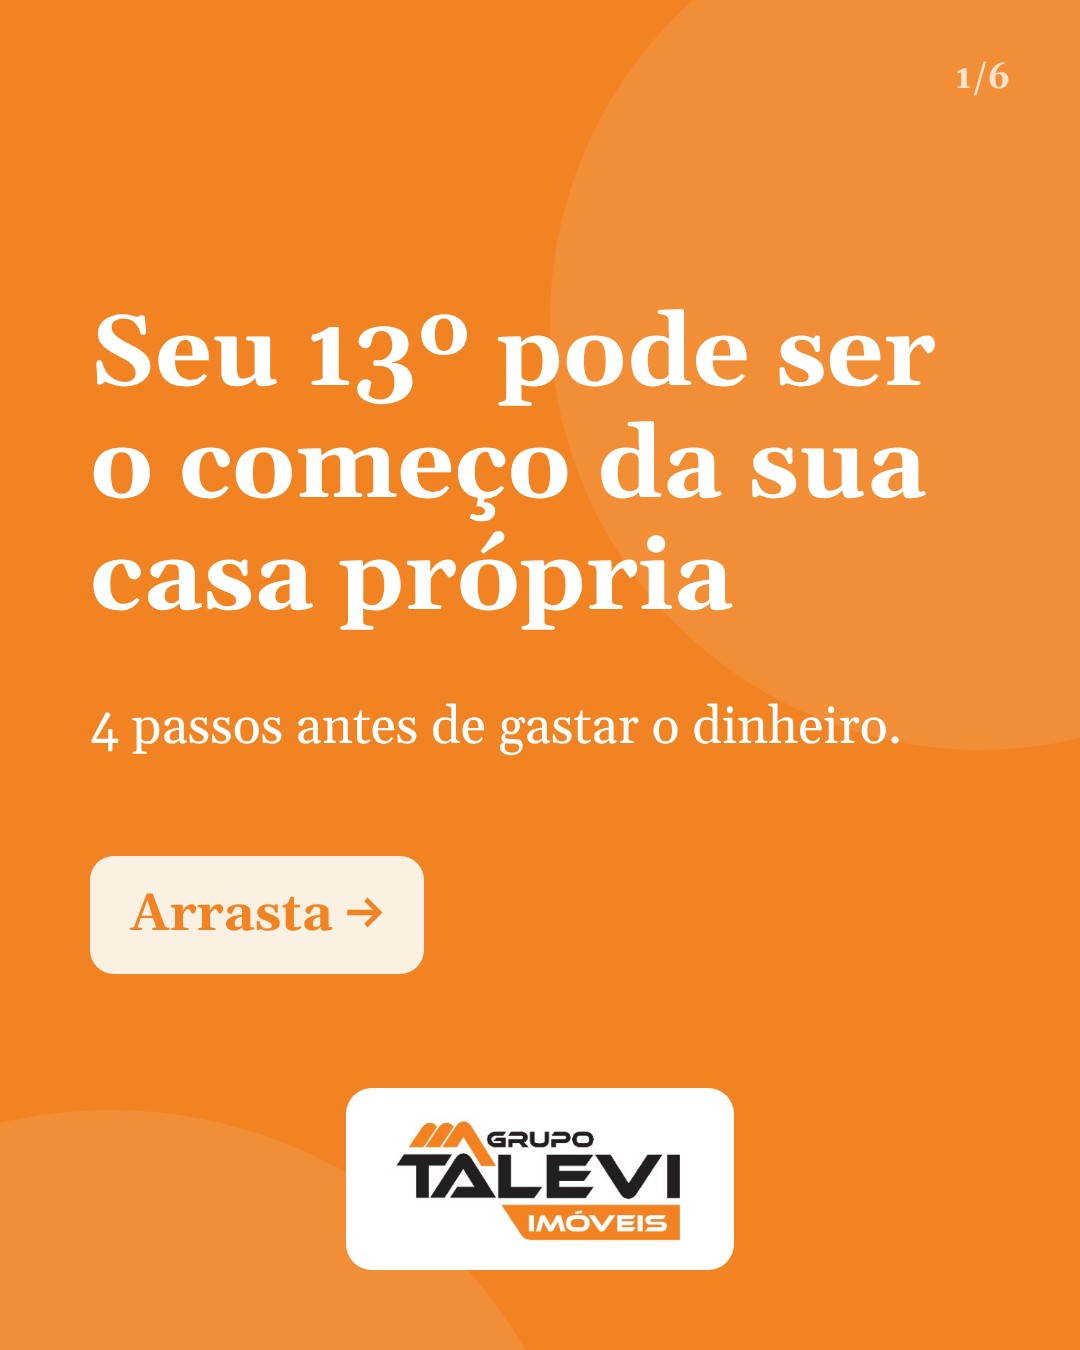 1/6
Seu 13º pode ser
o começo da sua
casa própria
4 passos antes de gastar o dinheiro.
Arrasta →
GRUPO
TALEVI
IMÓVEIS